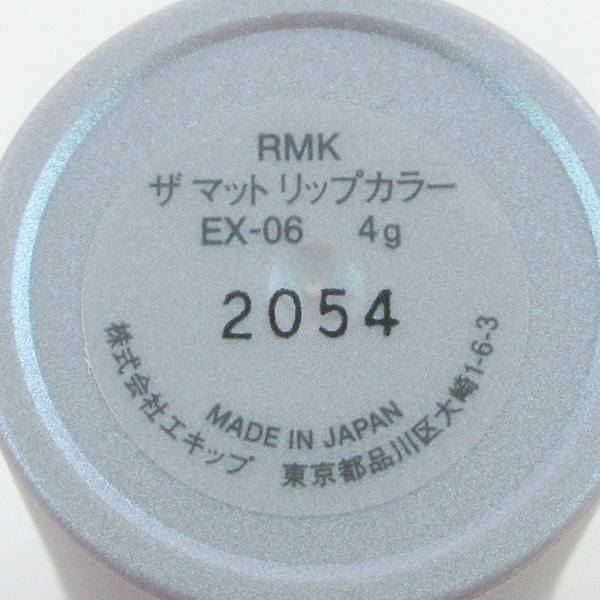 RMK
ザ マット リップカラー
EX-06 4g
2054
MADE IN JAPAN
株式会社エキップ 東京都品川区大崎1-6-3